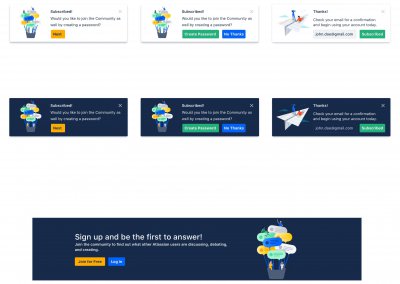 Subscribed!
Would you like to join the Community as
well by creating a password?
Next
Subscribed!
Would you like to join the Community as
well by creating a password?
Create Password
No Thanks
Thanks!
Check your email for a confirmation
and begin using your account today.
john.doe@gmail.com
Subscribed
Subscribed!
Would you like to join the Community as
well by creating a password?
Next
Subscribed!
Would you like to join the Community as
well by creating a password?
Create Password
No Thanks
Thanks!
Check your email for a confirmation
and begin using your account today.
john.doe@gmail.com
Subscribed
Sign up and be the first to answer!
Join the community to find out what other Atlassian users are discussing, debating,
and creating.
Join for Free
Log in